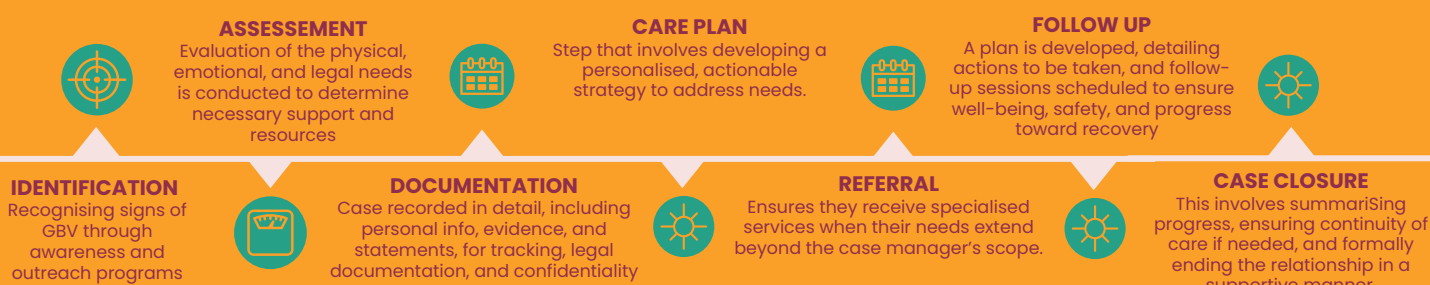 IDENTIFICATION
Recognising signs of
GBV through
awareness and
outreach programs
ASSESSEMENT
Evaluation of the physical,
emotional, and legal needs
is conducted to determine
necessary support and
resources
DOCUMENTATION
Case recorded in detail, including
personal info, evidence, and
statements, for tracking, legal
documentation, and confidentiality
CARE PLAN
Step that involves developing a
personalised, actionable
strategy to address needs.
REFERRAL
Ensures they receive specialised
services when their needs extend
beyond the case manager's scope.
FOLLOW UP
A plan is developed, detailing
actions to be taken, and follow-
up sessions scheduled to ensure
well-being, safety, and progress
toward recovery
CASE CLOSURE
This involves summariSing
progress, ensuring continuity of
care if needed, and formally
ending the relationship in a
supportive manner